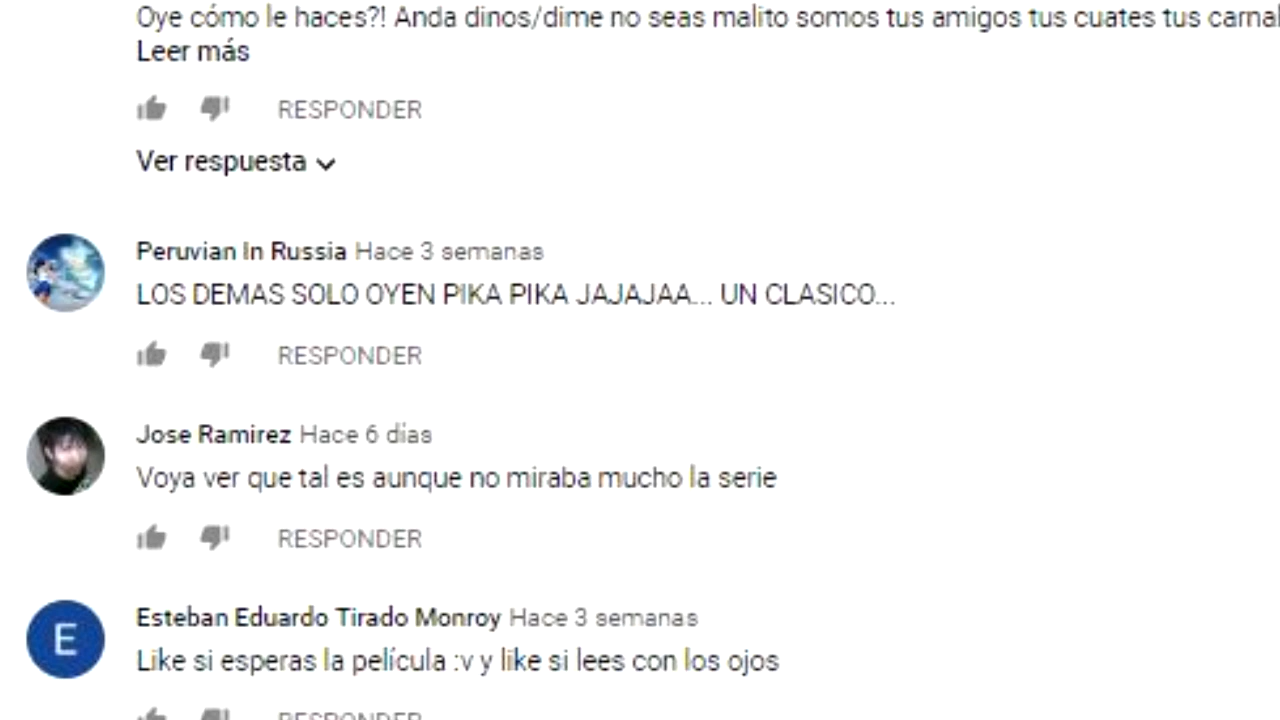 Oye cómo le haces?! Anda dinos/dime no seas malito somos tus amigos tus cuates tus carnal
Leer más
RESPONDER
Ver respuesta
Peruvian In Russia Hace 3 semanas
LOS DEMAS SOLO OYEN PIKA PIKA JAJAJAA... UN CLASICO...
RESPONDER
Jose Ramirez Hace 6 días
Voya ver que tal es aunque no miraba mucho la serie
RESPONDER
E
Esteban Eduardo Tirado Monroy Hace 3 semanas
Like si esperas la película :v y like si lees con los ojos
RESPONDER